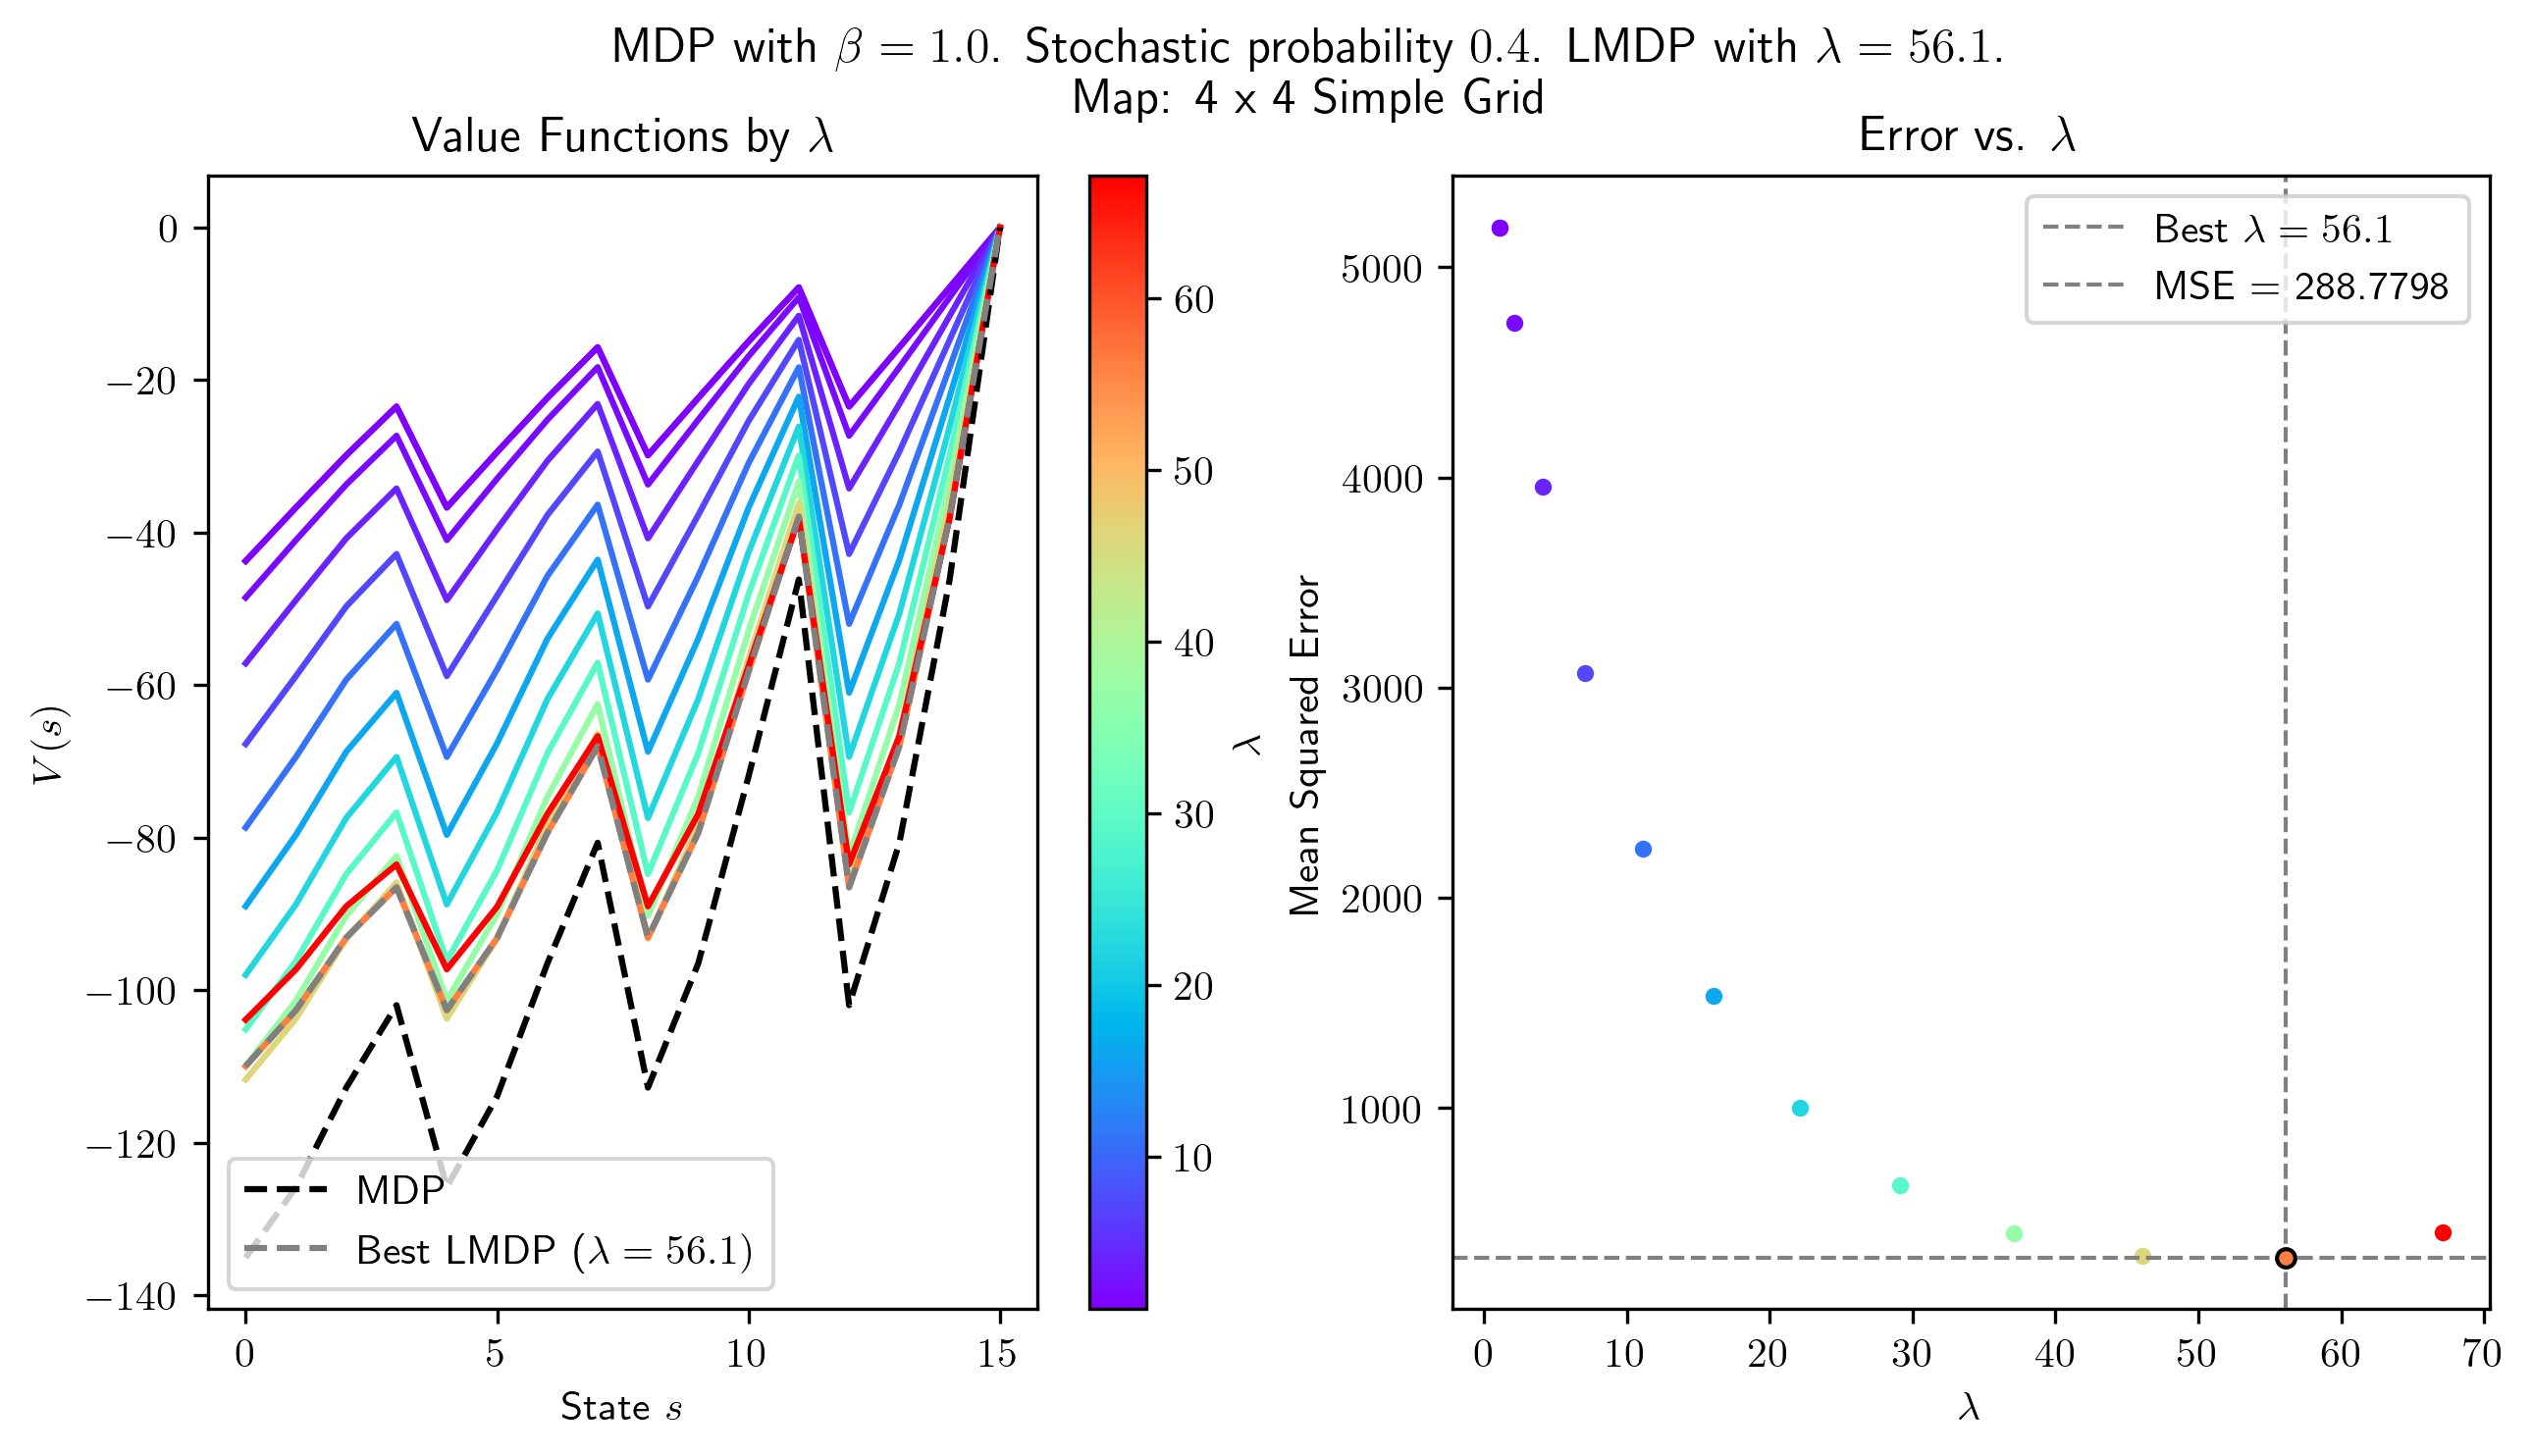 MDP with β = 1.0. Stochastic probability 0.4. LMDP with λ = 56.1.
Map: 4 x 4 Simple Grid
Value Functions by λ
0
−20
−40
−60
−80
−100
−120
−140
V(s)
0 5 10 15
State s
MDP
Best LMDP (λ = 56.1)
60
50
40
30
20
10
λ
Error vs. λ
5000
4000
3000
2000
1000
Mean Squared Error
0 10 20 30 40 50 60 70
λ
Best λ = 56.1
MSE = 288.7798